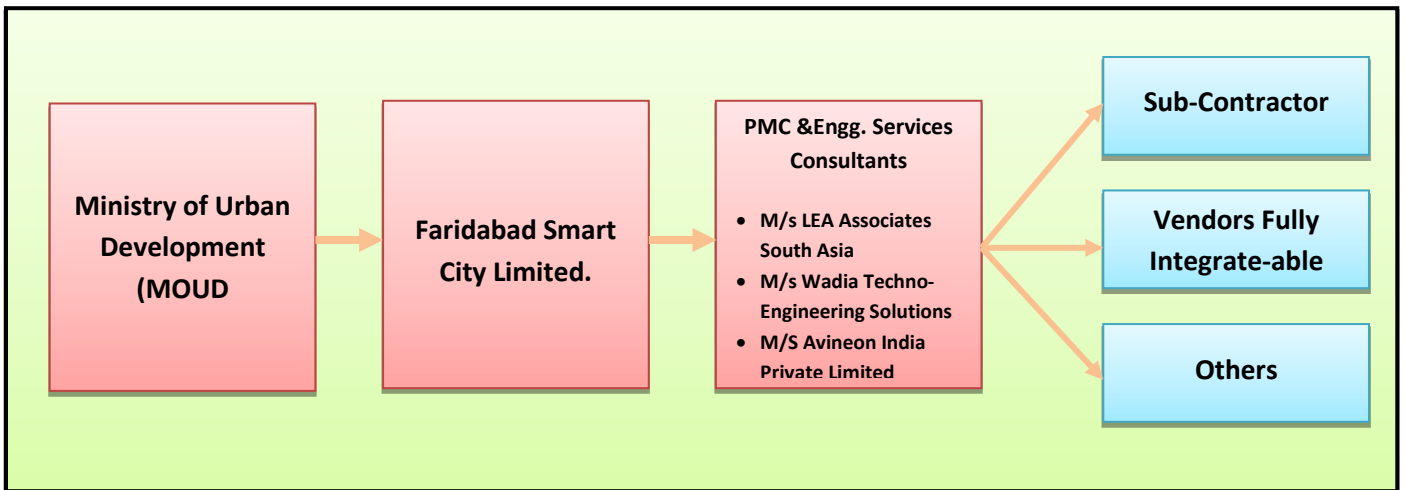 Ministry of Urban
Development
(MOUD
Faridabad Smart
City Limited.
PMC &Engg. Services
Consultants
• M/s LEA Associates
South Asia
• M/s Wadia Techno-
Engineering Solutions
• M/S Avineon India
Private Limited
Sub-Contractor
Vendors Fully
Integrate-able
Others